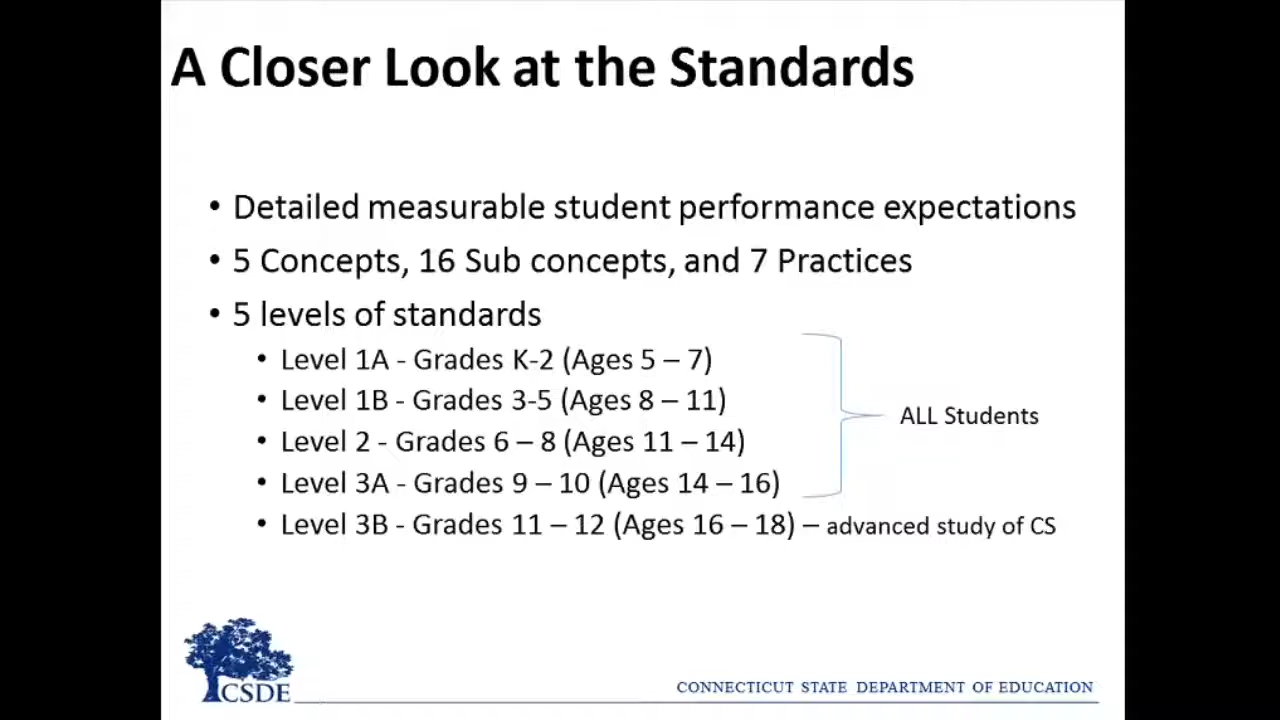 A Closer Look at the Standards
• Detailed measurable student performance expectations
• 5 Concepts, 16 Sub concepts, and 7 Practices
• 5 levels of standards
• Level 1A - Grades K-2 (Ages 5 – 7)
• Level 1B - Grades 3-5 (Ages 8 – 11)
ALL Students
• Level 2 - Grades 6 – 8 (Ages 11 – 14)
• Level 3A - Grades 9 – 10 (Ages 14 – 16)
• Level 3B - Grades 11 – 12 (Ages 16 – 18) – advanced study of CS
CSDE
CONNECTICUT STATE DEPARTMENT OF EDUCATION